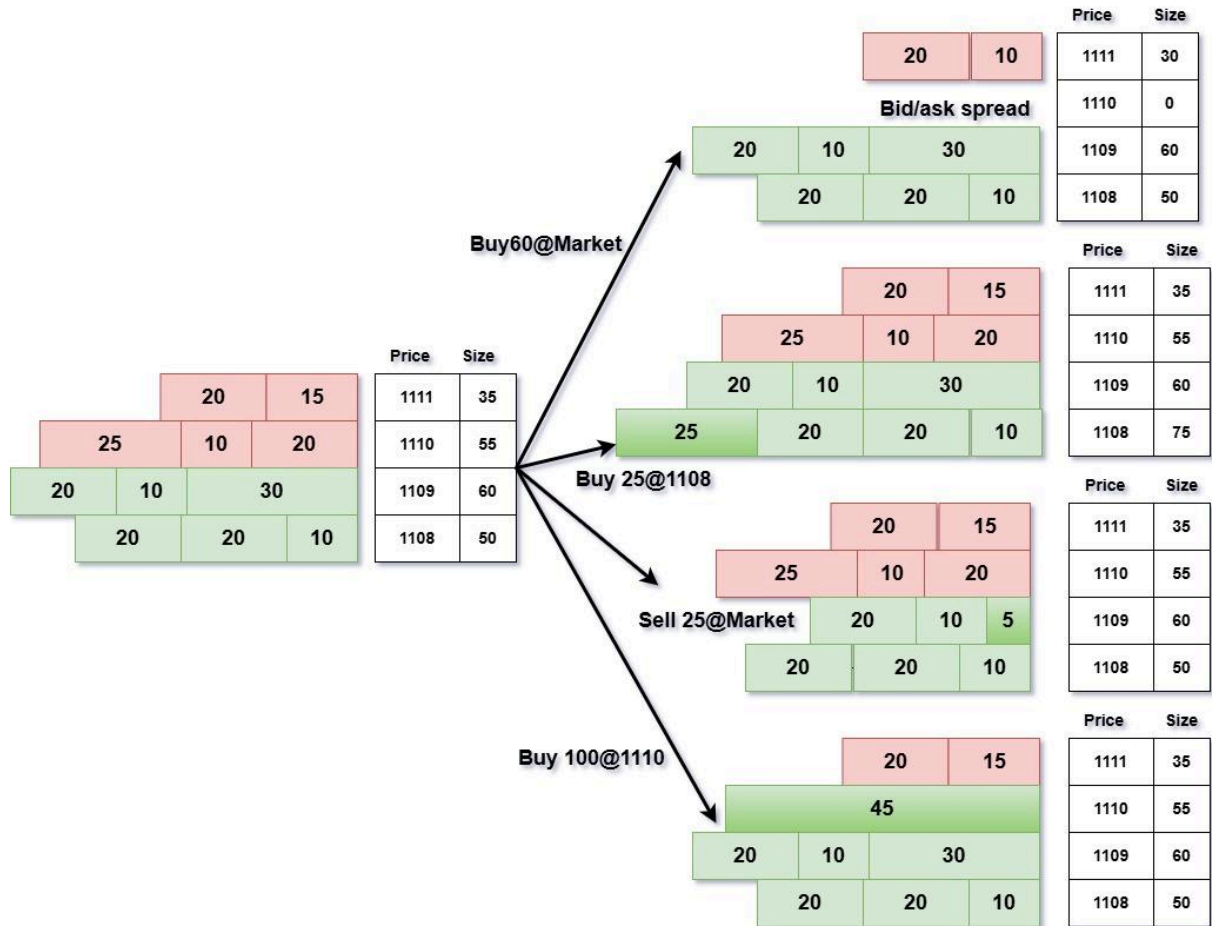 Price Size
20 10 1111 30
Bid/ask spread 1110 0
20 10 30 1109 60
20 20 10 1108 50
Buy60@Market
Price Size
20 15 1111 35
25 10 20 1110 55
20 10 30 1109 60
25 20 20 10 1108 75
Buy 25@1108
Price Size
20 15 1111 35
25 10 20 1110 55
20 10 30 1109 60
20 20 10 1108 50
Price Size
20 15 1111 35
25 10 20 1110 55
Sell 25@Market
20 10 5 1109 60
20 20 10 1108 50
Buy 100@1110
Price Size
20 15 1111 35
45 1110 55
20 10 30 1109 60
20 20 10 1108 50